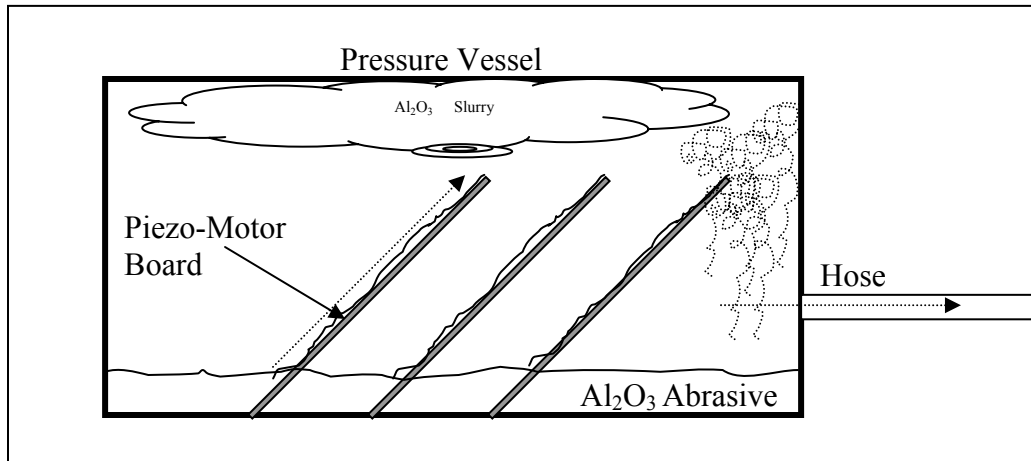 Pressure Vessel
Al₂O₃ Slurry
Piezo-Motor
Board
Hose
Al₂O₃ Abrasive